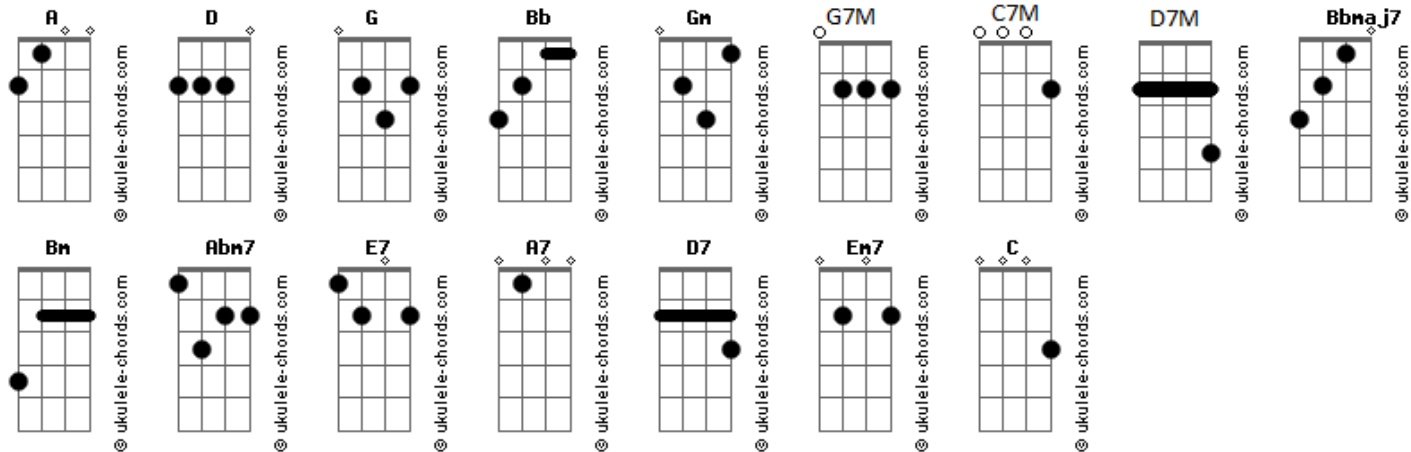 A D G Bb Gm G7M C7M D7M Bbmaj7
© ukulele-chords.com © ukulele-chords.com © ukulele-chords.com © ukulele-chords.com © ukulele-chords.com © ukulele-chords.com © ukulele-chords.com © ukulele-chords.com © ukulele-chords.com
Bm Abm7 E7 A7 D7 Em7 C
© ukulele-chords.com © ukulele-chords.com © ukulele-chords.com © ukulele-chords.com © ukulele-chords.com © ukulele-chords.com © ukulele-chords.com